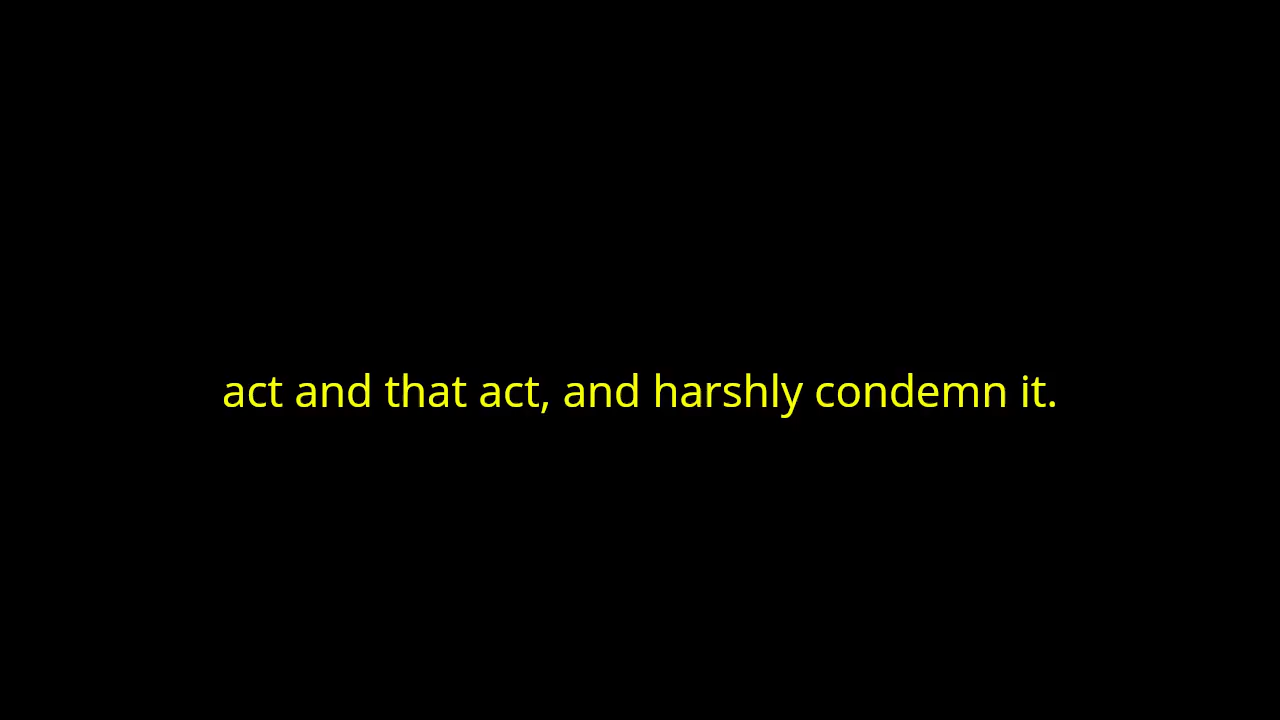 act and that act, and harshly condemn it.